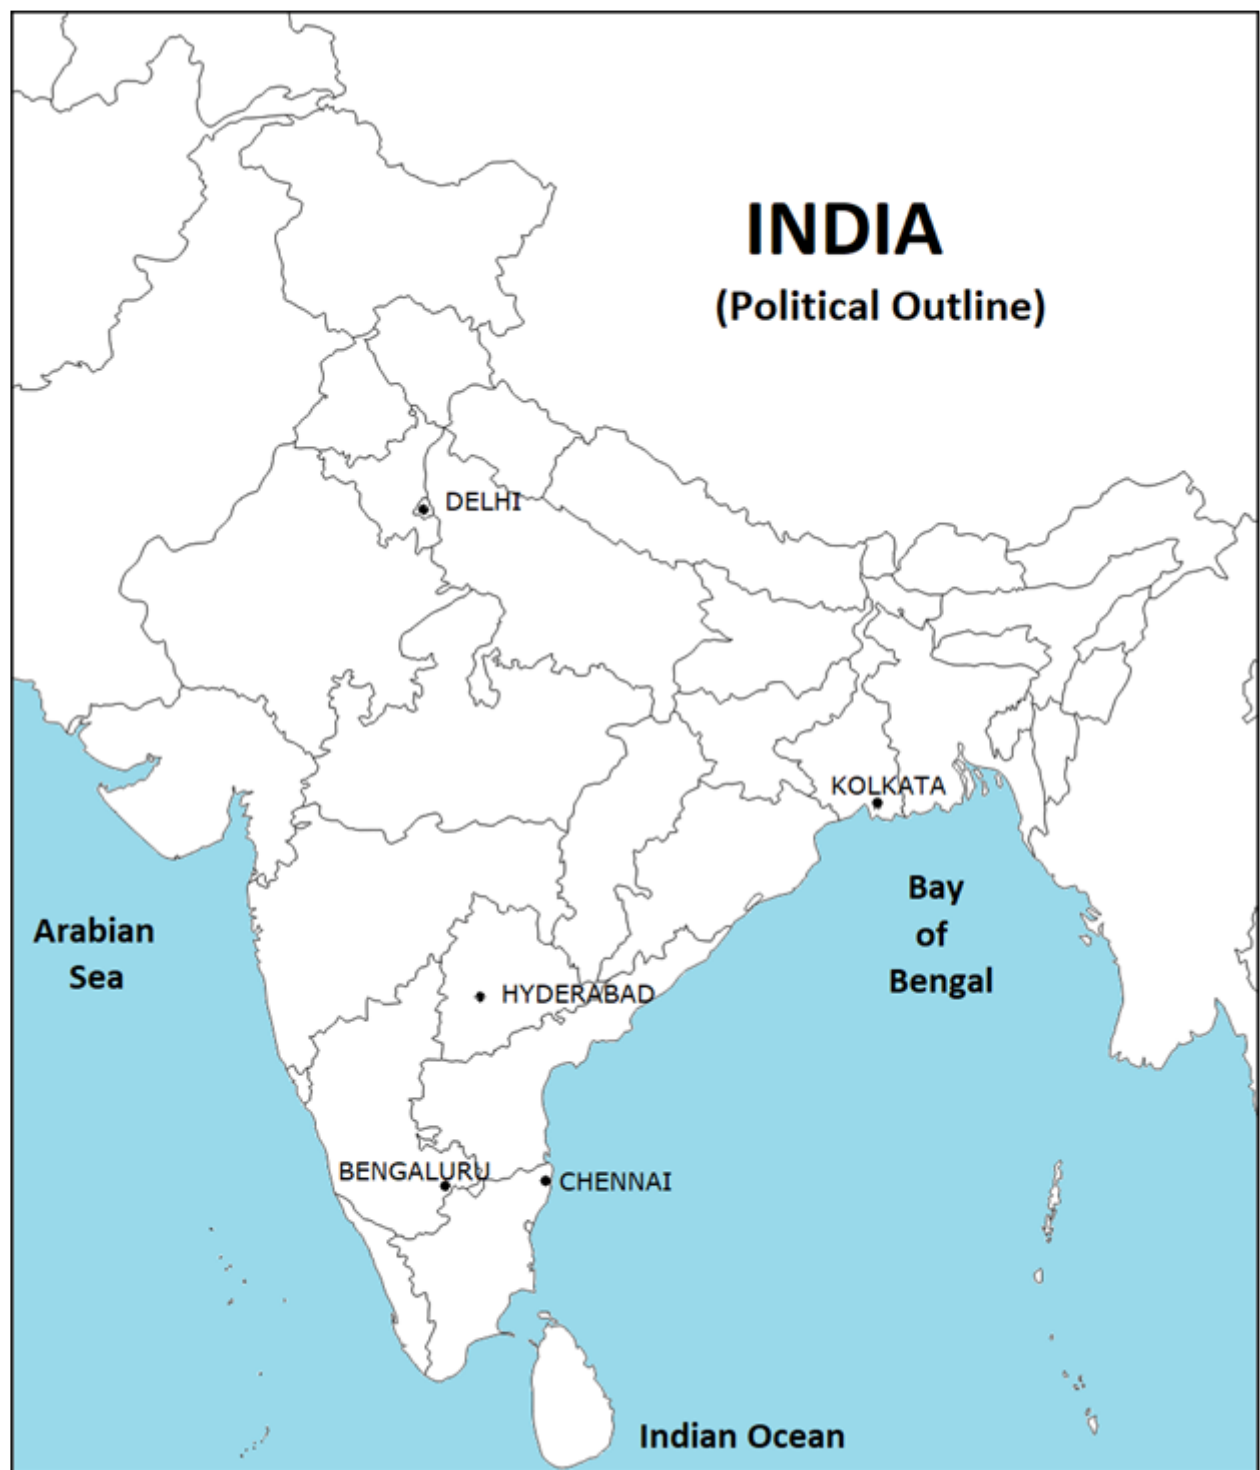 INDIA
(Political Outline)
DELHI
KOLKATA
Bay
of
Bengal
Arabian
Sea
HYDERABAD
BENGALURU
CHENNAI
Indian Ocean